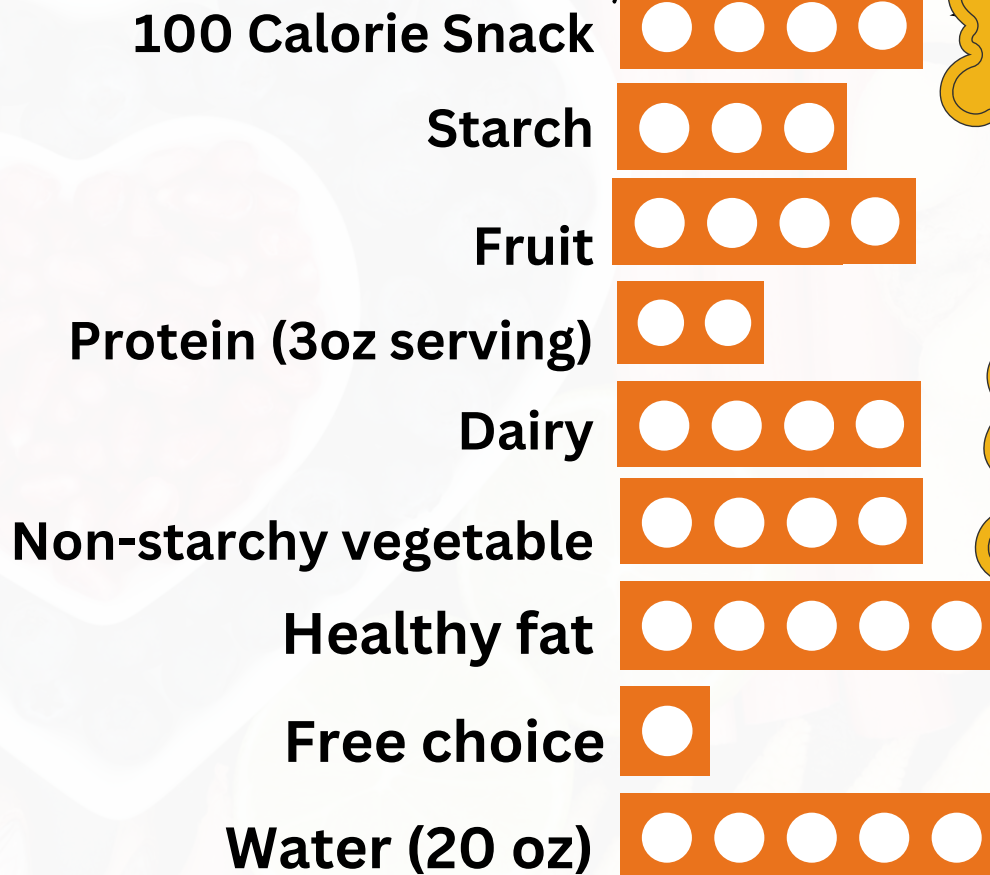 100 Calorie Snack
Starch
Fruit
Protein (3oz serving)
Dairy
Non-starchy vegetable
Healthy fat
Free choice
Water (20 oz)